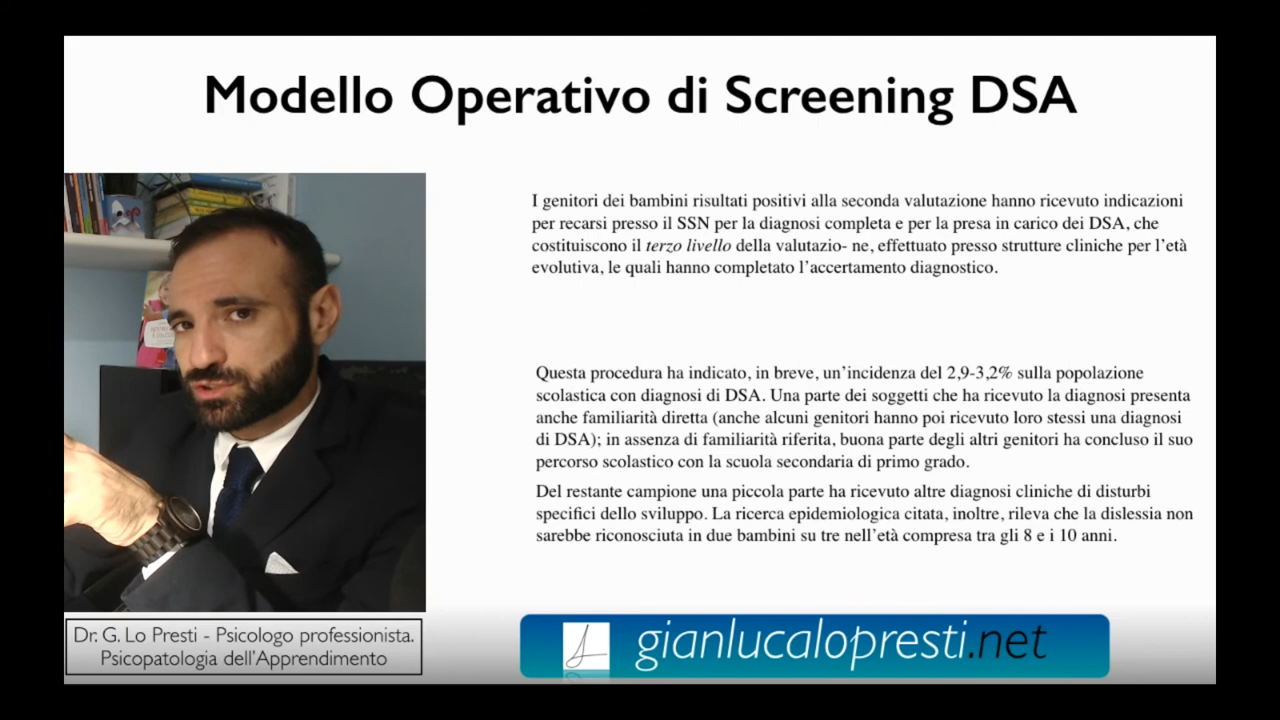 Modello Operativo di Screening DSA
I genitori dei bambini risultati positivi alla seconda valutazione hanno ricevuto indicazioni
per recarsi presso il SSN per la diagnosi completa e per la presa in carico dei DSA, che
costituiscono il terzo livello della valutazio- ne, effettuato presso strutture cliniche per l'età
evolutiva, le quali hanno completato l'accertamento diagnostico.
Questa procedura ha indicato, in breve, un'incidenza del 2,9-3,2% sulla popolazione
scolastica con diagnosi di DSA. Una parte dei soggetti che ha ricevuto la diagnosi presenta
anche familiarità diretta (anche alcuni genitori hanno poi ricevuto loro stessi una diagnosi
di DSA); in assenza di familiarità riferita, buona parte degli altri genitori ha concluso il suo
percorso scolastico con la scuola secondaria di primo grado.
Del restante campione una piccola parte ha ricevuto altre diagnosi cliniche di disturbi
specifici dello sviluppo. La ricerca epidemiologica citata, inoltre, rileva che la dislessia non
sarebbe riconosciuta in due bambini su tre nell'età compresa tra gli 8 e i 10 anni.
Dr. G. Lo Presti - Psicologo professionista.
Psicopatologia dell'Apprendimento
gianlucalopresti.net